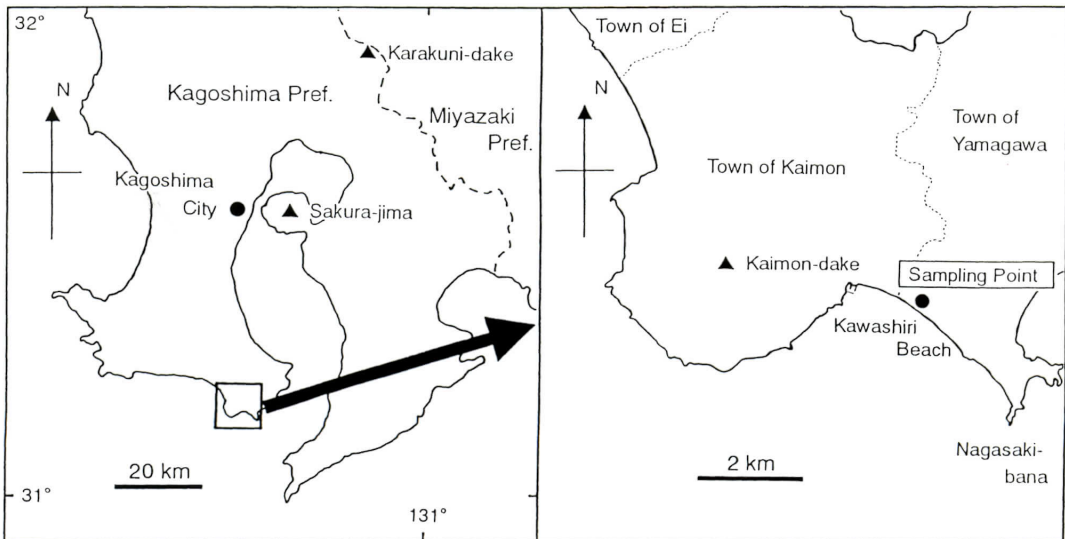 32°
Karakuni-dake
N
Kagoshima Pref.
Miyazaki
Pref.
Kagoshima
City
Sakura-jima
20 km
31°
131°
Town of Ei
N
Town of
Yamagawa
Town of Kaimon
Kaimon-dake
Sampling Point
Kawashiri
Beach
2 km
Nagasaki-
bana